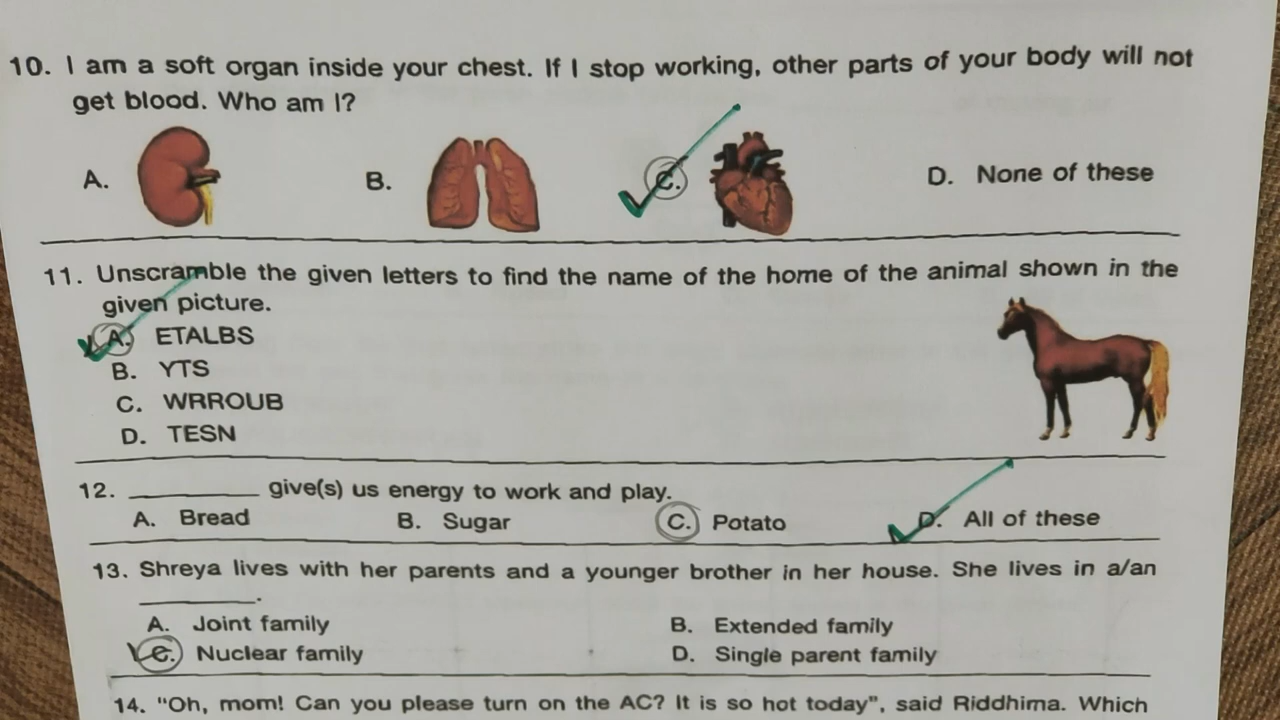 10. I am a soft organ inside your chest. If I stop working, other parts of your body will not
get blood. Who am I?
A. B. C. D. None of these
11. Unscramble the given letters to find the name of the home of the animal shown in the
given picture.
A. ETALBS
B. YTS
C. WRROUB
D. TESN
12. ________ give(s) us energy to work and play.
A. Bread B. Sugar C. Potato D. All of these
13. Shreya lives with her parents and a younger brother in her house. She lives in a/an
________.
A. Joint family B. Extended family
C. Nuclear family D. Single parent family
14. "Oh, mom! Can you please turn on the AC? It is so hot today", said Riddhima. Which